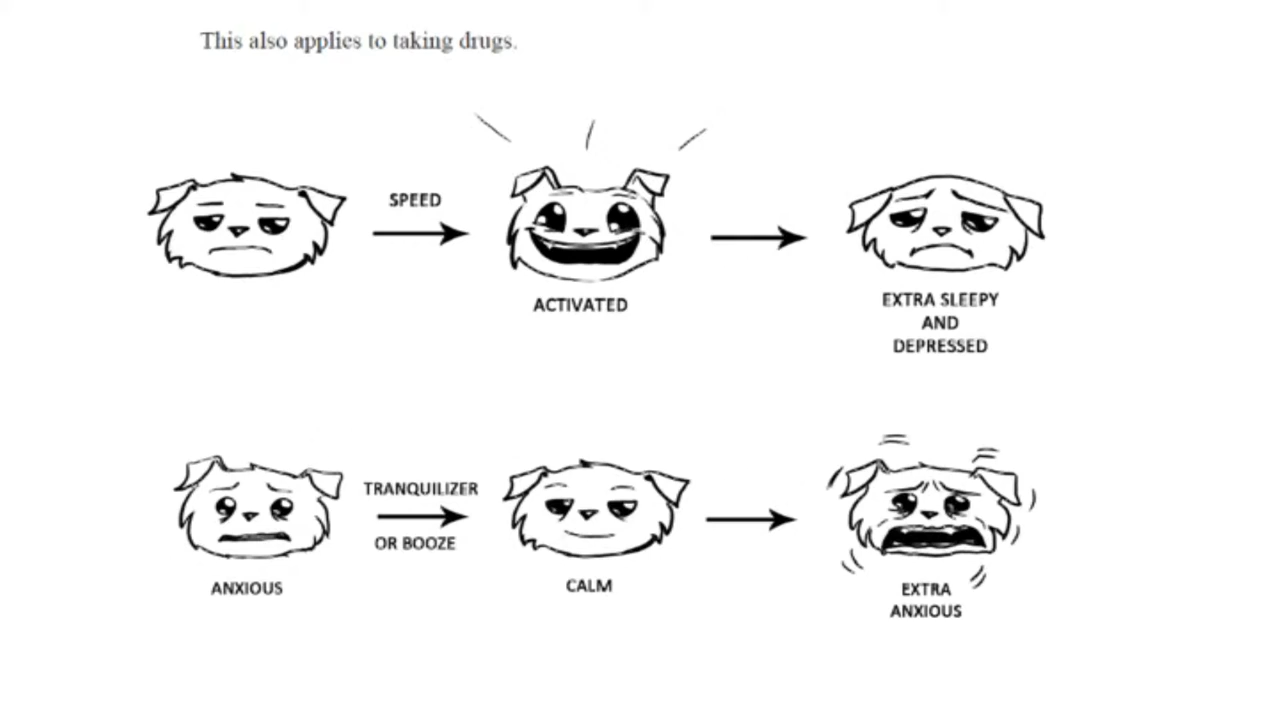 This also applies to taking drugs.
SPEED
ACTIVATED
EXTRA SLEEPY
AND
DEPRESSED
TRANQUILIZER
OR BOOZE
ANXIOUS
CALM
EXTRA
ANXIOUS